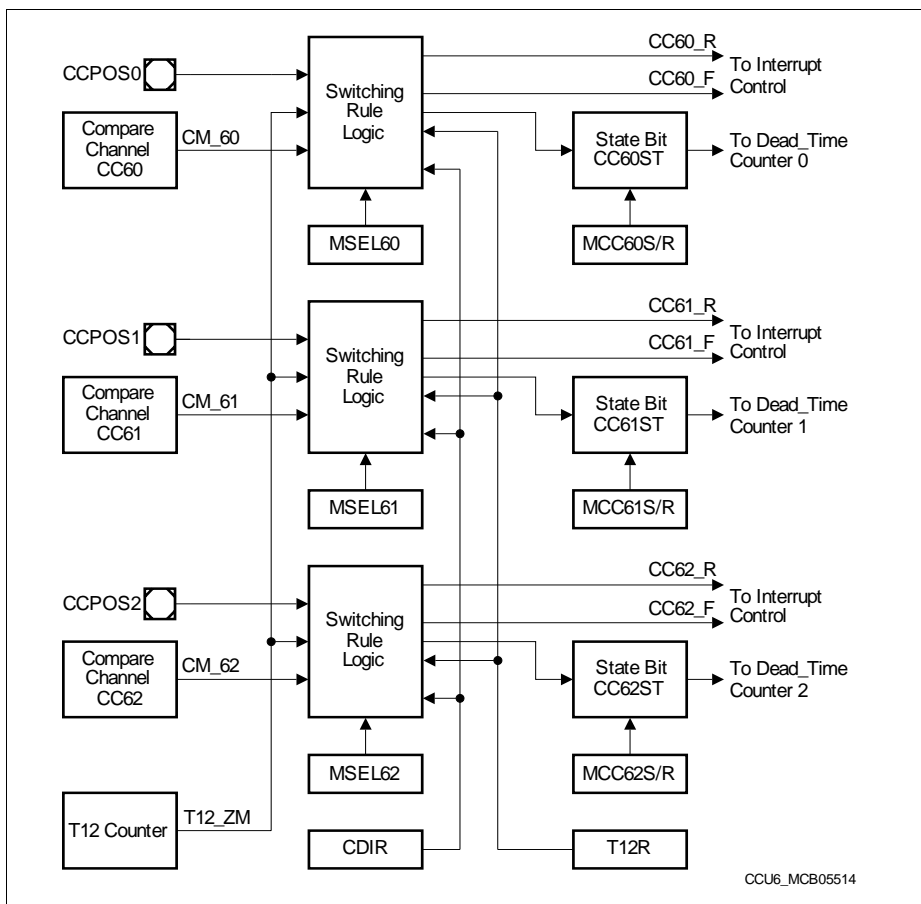 CC60_R
To Interrupt
Control
CCPOS0
CC60_F
Switching
Rule
Logic
Compare
Channel
CC60
CM_60
State Bit
CC60ST
To Dead_Time
Counter 0
MSEL60
MCC60S/R
CC61_R
To Interrupt
Control
CCPOS1
CC61_F
Switching
Rule
Logic
Compare
Channel
CC61
CM_61
State Bit
CC61ST
To Dead_Time
Counter 1
MSEL61
MCC61S/R
CC62_R
To Interrupt
Control
CCPOS2
CC62_F
Switching
Rule
Logic
Compare
Channel
CC62
CM_62
State Bit
CC62ST
To Dead_Time
Counter 2
MSEL62
MCC62S/R
T12 Counter
T12_ZM
CDIR
T12R
CCU6_MCB05514